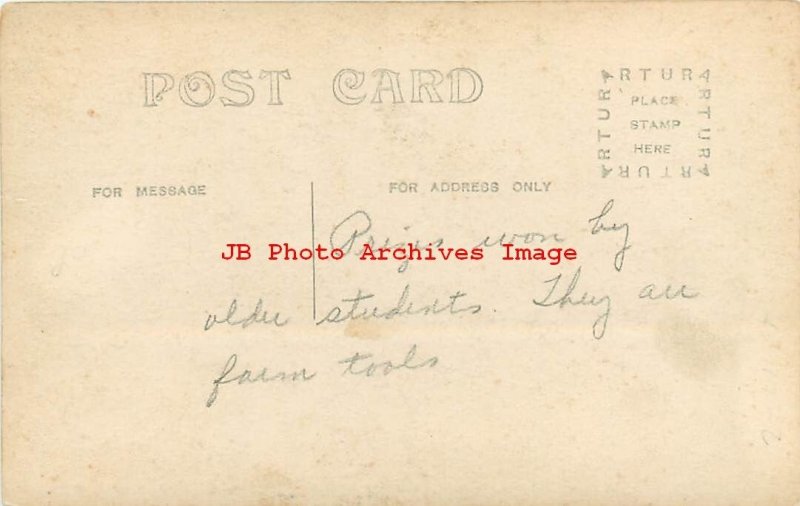 POST CARD
ARTURA
ARTURA
ARTURA
ARTURA
PLACE
STAMP
HERE
FOR MESSAGE
FOR ADDRESS ONLY
Prizes won by
JB Photo Archives Image
older students. They are
farm tools